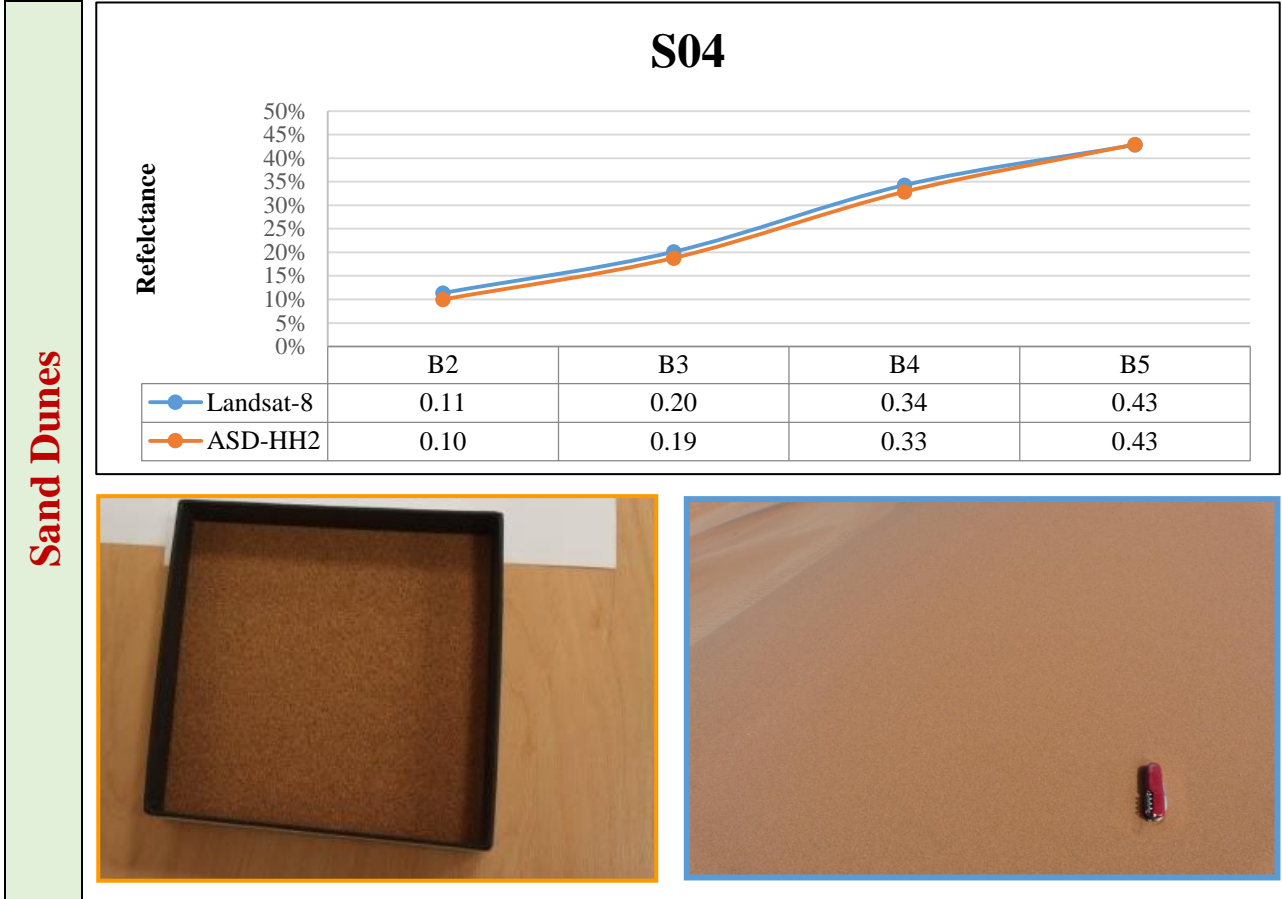 Sand Dunes
S04
Refelctance
50%
45%
40%
35%
30%
25%
20%
15%
10%
5%
0%
B2 B3 B4 B5
Landsat-8 0.11 0.20 0.34 0.43
ASD-HH2 0.10 0.19 0.33 0.43